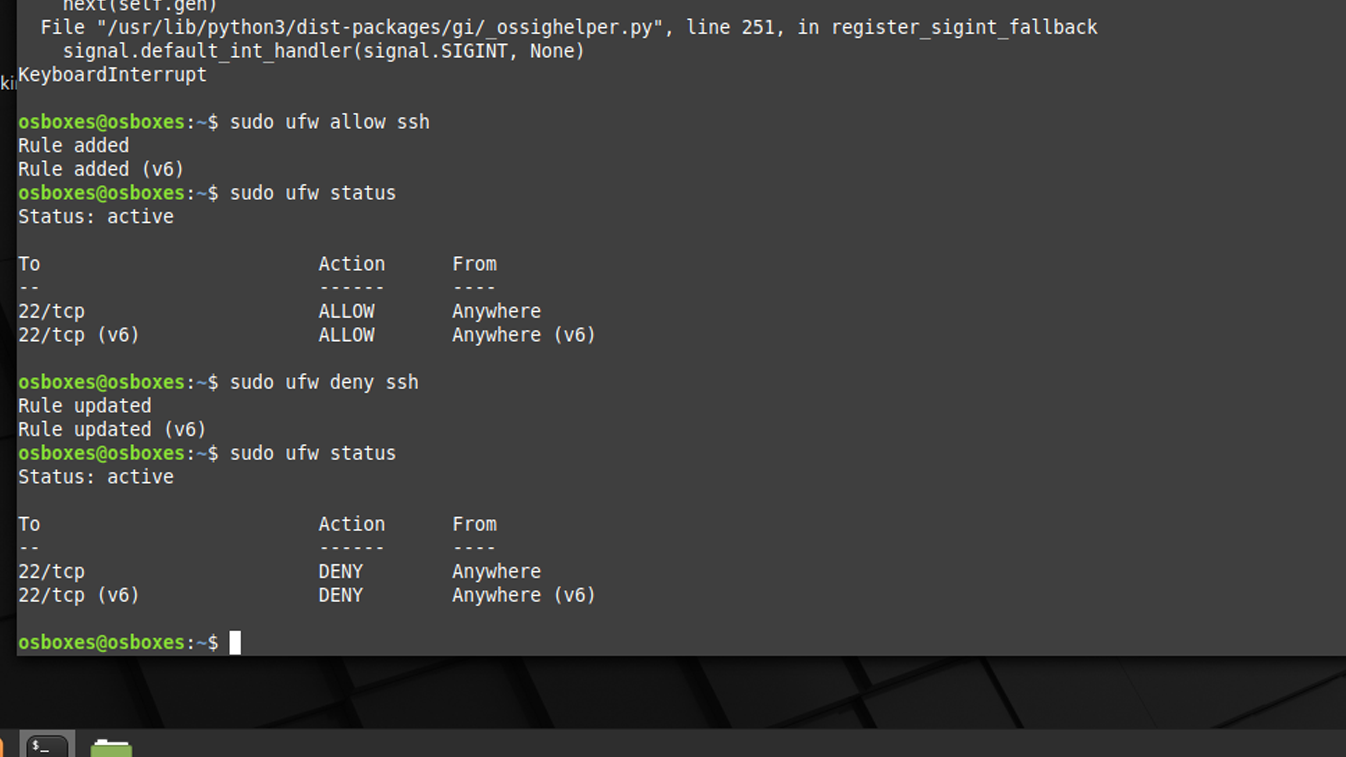 next(self.gen)
File "/usr/lib/python3/dist-packages/gi/_ossighelper.py", line 251, in register_sigint_fallback
signal.default_int_handler(signal.SIGINT, None)
KeyboardInterrupt
osboxes@osboxes:~$ sudo ufw allow ssh
Rule added
Rule added (v6)
osboxes@osboxes:~$ sudo ufw status
Status: active
To Action From
-- ------ ----
22/tcp ALLOW Anywhere
22/tcp (v6) ALLOW Anywhere (v6)
osboxes@osboxes:~$ sudo ufw deny ssh
Rule updated
Rule updated (v6)
osboxes@osboxes:~$ sudo ufw status
Status: active
To Action From
-- ------ ----
22/tcp DENY Anywhere
22/tcp (v6) DENY Anywhere (v6)
osboxes@osboxes:~$
$_